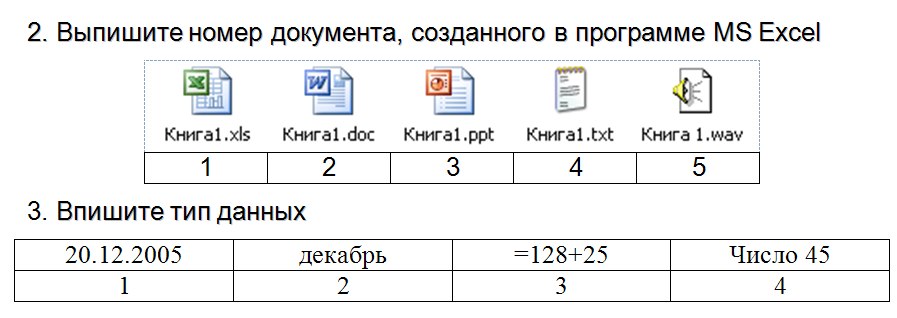 2. Выпишите номер документа, созданного в программе MS Excel
Книга1.xls Книга1.doc Книга1.ppt Книга1.txt Книга 1.wav
1 2 3 4 5
3. Впишите тип данных
20.12.2005 декабрь =128+25 Число 45
1 2 3 4